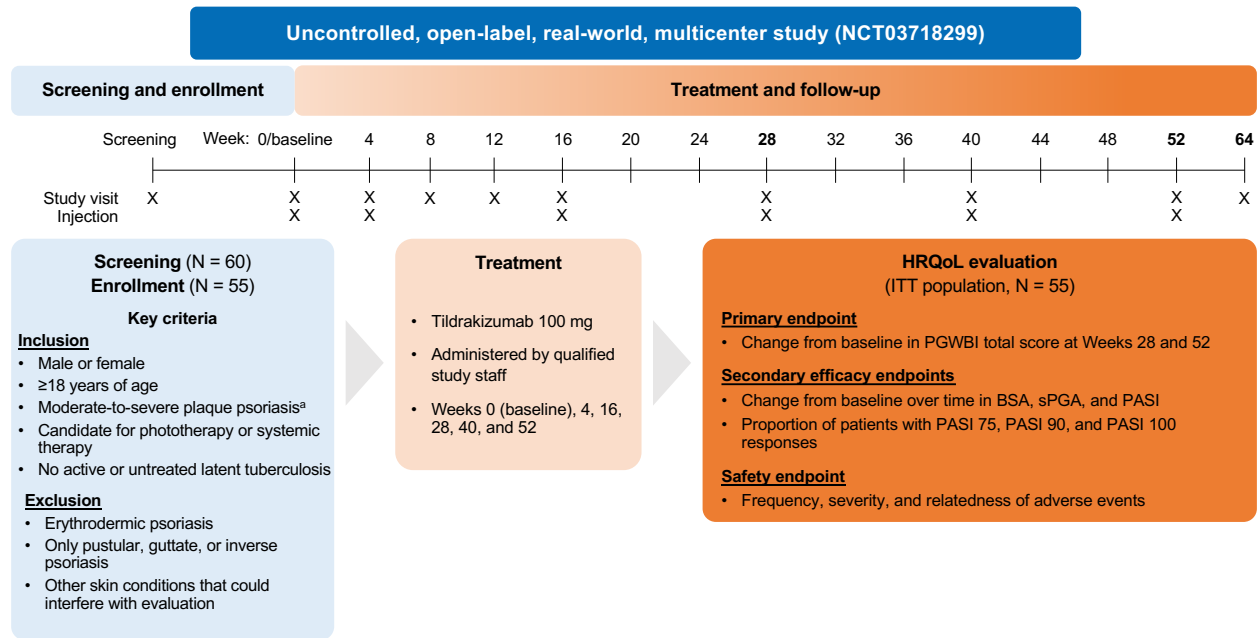 Uncontrolled, open-label, real-world, multicenter study (NCT03718299)
Screening and enrollment
Treatment and follow-up
Screening Week: 0/baseline 4 8 12 16 20 24 28 32 36 40 44 48 52 64
Study visit X X X X X X X X X X
Injection X X X X X X
Screening (N = 60)
Enrollment (N = 55)
Key criteria
Inclusion
• Male or female
• ≥18 years of age
• Moderate-to-severe plaque psoriasisᵃ
• Candidate for phototherapy or systemic
therapy
• No active or untreated latent tuberculosis
Exclusion
• Erythrodermic psoriasis
• Only pustular, guttate, or inverse
psoriasis
• Other skin conditions that could
interfere with evaluation
Treatment
• Tildrakizumab 100 mg
• Administered by qualified
study staff
• Weeks 0 (baseline), 4, 16,
28, 40, and 52
HRQoL evaluation
(ITT population, N = 55)
Primary endpoint
• Change from baseline in PGWBI total score at Weeks 28 and 52
Secondary efficacy endpoints
• Change from baseline over time in BSA, sPGA, and PASI
• Proportion of patients with PASI 75, PASI 90, and PASI 100
responses
Safety endpoint
• Frequency, severity, and relatedness of adverse events